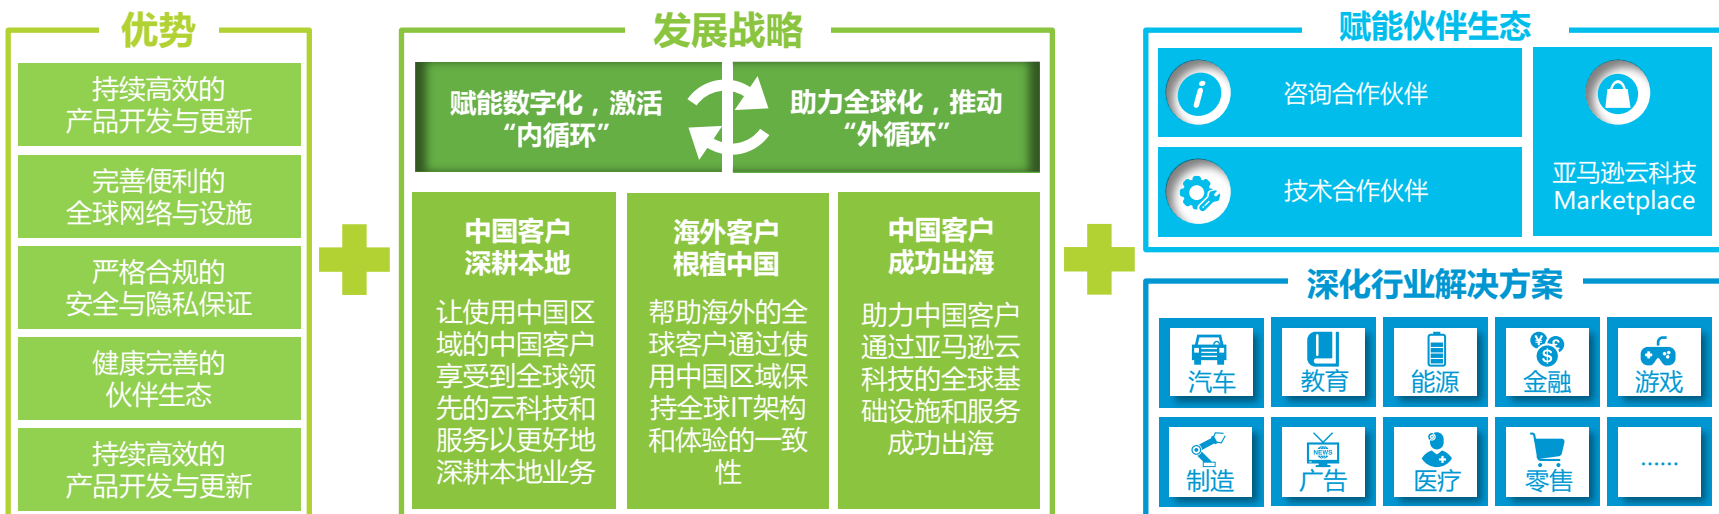 优势
持续高效的
产品开发与更新
完善便利的
全球网络与设施
严格合规的
安全与隐私保证
健康完善的
伙伴生态
持续高效的
产品开发与更新
发展战略
赋能数字化，激活
“内循环”
助力全球化，推动
“外循环”
中国客户
深耕本地
让使用中国区
域的中国客户
享受到全球领
先的云科技和
服务以更好地
深耕本地业务
海外客户
根植中国
帮助海外的全
球客户通过使
用中国区域保
持全球IT架构
和体验的一致
性
中国客户
成功出海
助力中国客户
通过亚马逊云
科技的全球基
础设施和服务
成功出海
赋能伙伴生态
咨询合作伙伴
技术合作伙伴
亚马逊云科技
Marketplace
深化行业解决方案
汽车
教育
能源
金融
游戏
制造
NEWS
广告
医疗
零售
……